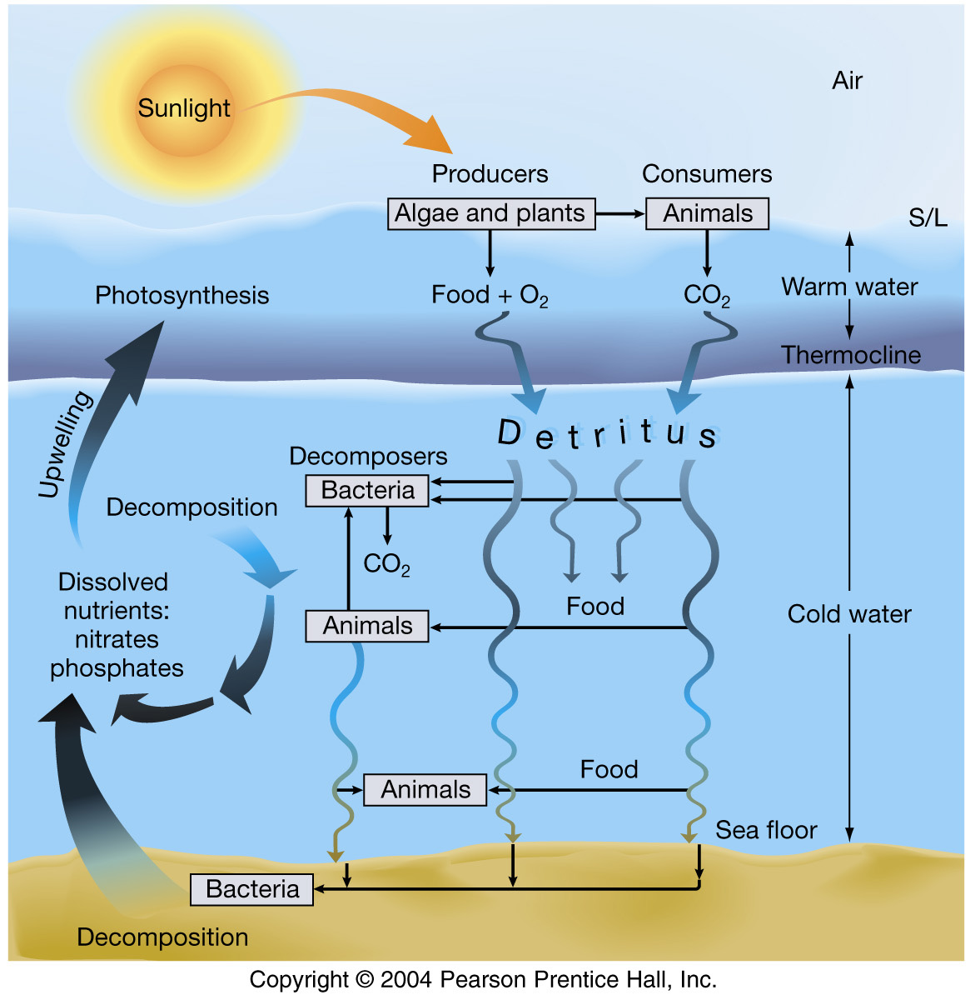 Air
Sunlight
Producers
Consumers
Algae and plants
Animals
S/L
Photosynthesis
Food + O₂
CO₂
Warm water
Thermocline
Upwelling
Detritus
Decomposers
Bacteria
Decomposition
CO₂
Dissolved
nutrients:
nitrates
phosphates
Food
Animals
Cold water
Food
Animals
Sea floor
Bacteria
Decomposition
Copyright © 2004 Pearson Prentice Hall, Inc.